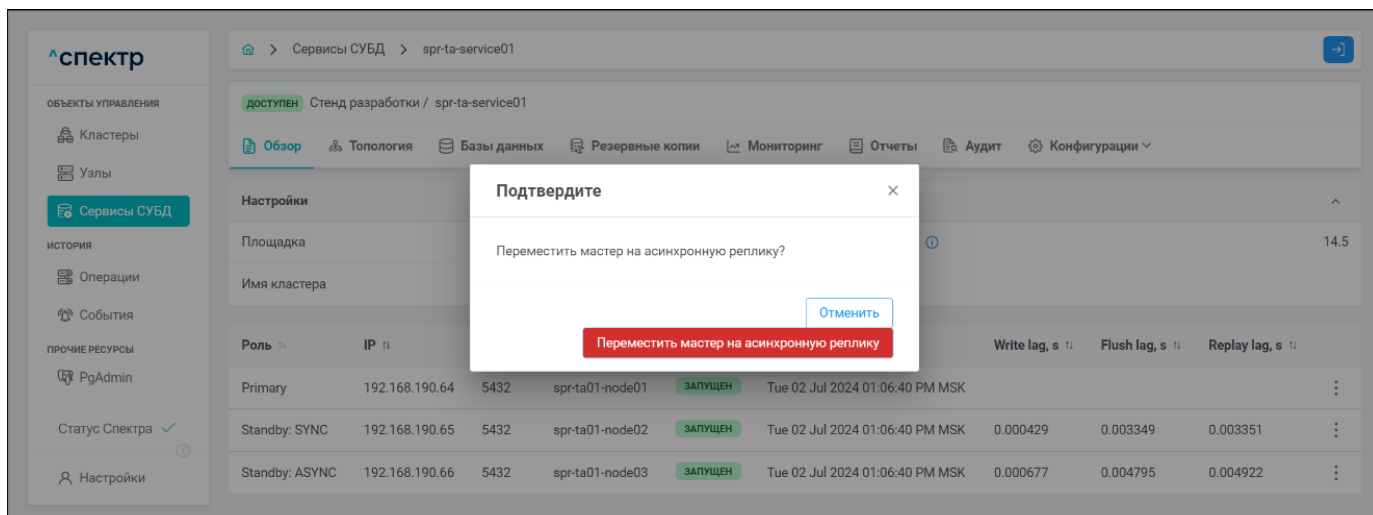 ^спектр
ОБЪЕКТЫ УПРАВЛЕНИЯ
Кластеры
Узлы
Сервисы СУБД
ИСТОРИЯ
Операции
События
ПРОЧИЕ РЕСУРСЫ
PgAdmin
Статус Спектра
Настройки
> Сервисы СУБД > spr-ta-service01
ДОСТУПЕН Стенд разработки / spr-ta-service01
Обзор Топология Базы данных Резервные копии Мониторинг Отчеты Аудит Конфигурации
Настройки
Площадка 14.5
Имя кластера
Подтвердите
Переместить мастер на асинхронную реплику?
Отменить
Переместить мастер на асинхронную реплику
Роль IP Write lag, s Flush lag, s Replay lag, s
Primary 192.168.190.64 5432 spr-ta01-node01 ЗАПУЩЕН Tue 02 Jul 2024 01:06:40 PM MSK
Standby: SYNC 192.168.190.65 5432 spr-ta01-node02 ЗАПУЩЕН Tue 02 Jul 2024 01:06:40 PM MSK 0.000429 0.003349 0.003351
Standby: ASYNC 192.168.190.66 5432 spr-ta01-node03 ЗАПУЩЕН Tue 02 Jul 2024 01:06:40 PM MSK 0.000677 0.004795 0.004922